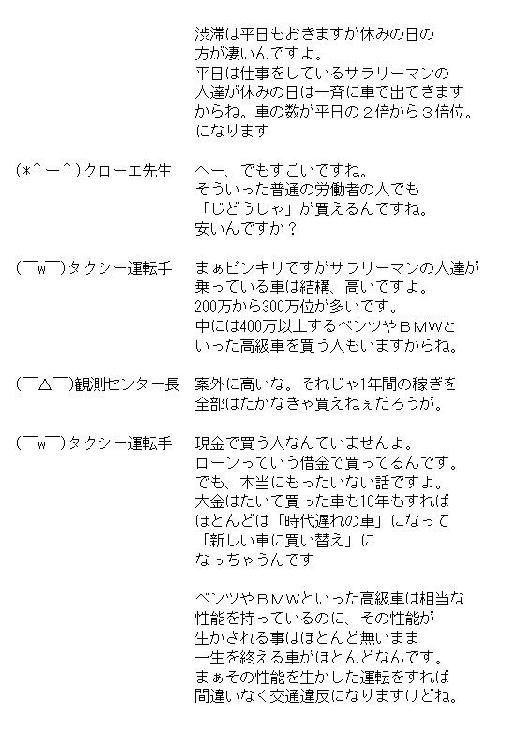 渋滞は平日もおきますが休みの日の
方が凄いんですよ。
平日は仕事をしているサラリーマンの
人達が休みの日は一斉に車で出てきます
からね。車の数が平日の２倍から３倍位。
になります
(*＾ー＾)クローエ先生　へー、でもすごいですね。
そういった普通の労働者の人でも
「じどうしゃ」が買えるんですね。
安いんですか？
(￣w￣)タクシー運転手　まぁピンキリですがサラリーマンの人達が
乗っている車は結構、高いですよ。
200万から300万位が多いです。
中には400万以上するベンツやＢＭＷと
いった高級車を買う人もいますからね。
(￣△￣)観測センター長　案外に高いな。それじゃ1年間の稼ぎを
全部はたかなきゃ買えねぇだろうが。
(￣w￣)タクシー運転手　現金で買う人なんていませんよ。
ローンっていう借金で買ってるんです。
でも、本当にもったいない話ですよ。
大金はたいて買った車も10年もすれば
ほとんどは「時代遅れの車」になって
「新しい車に買い替え」に
なっちゃうんです
ベンツやＢＭＷといった高級車は相当な
性能を持っているのに、その性能が
生かされる事はほとんど無いまま
一生を終える車がほとんどなんです。
まぁその性能を生かした運転をすれば
間違いなく交通違反になりますけどね。